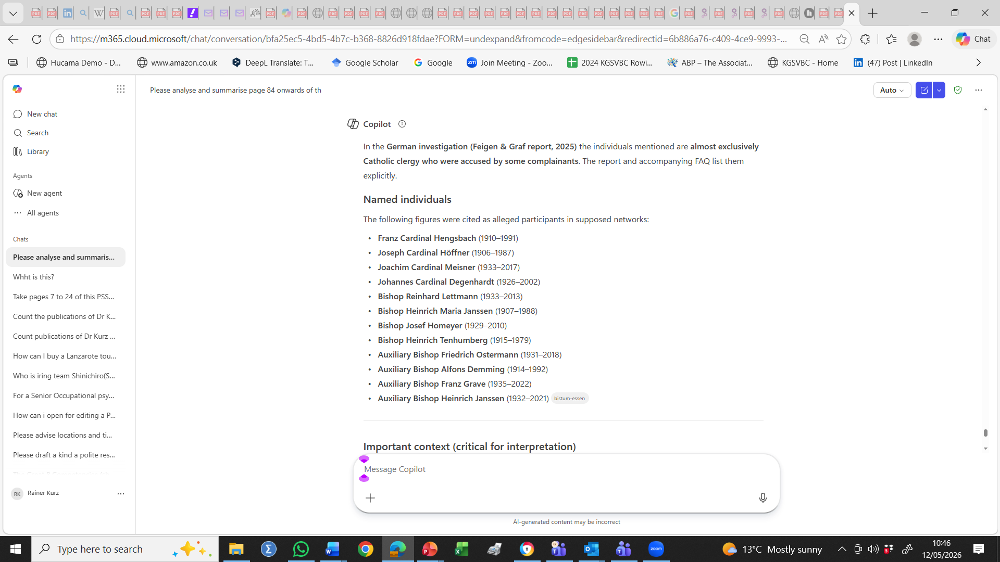 https://m365.cloud.microsoft/chat/conversation/bfa25ec5-4bd5-4b7c-b368-8826d918fdae?FORM=undexpand&fromcode=edgesidebar&redirectid=6b886a76-c409-4ce9-9993-...
Chat
Hucama Demo - D...
www.amazon.co.uk
DeepL Translate: T...
Google Scholar
Google
Join Meeting - Zoo...
2024 KGSVBC Rowi...
ABP – The Associat...
KGSVBC - Home
(47) Post | LinkedIn
Please analyse and summarise page 84 onwards of th
Auto
New chat
Search
Library
Agents
New agent
All agents
Chats
Please analyse and summaris...
Whht is this?
Take pages 7 to 24 of this PSS...
Count the publications of Dr K...
Count publications of Dr Kurz ...
How can I buy a Lanzarote tou...
Who is iring team Shinichiro(S...
For a Senior Occupational psy...
How can i open for editing a P...
Please advise locations and ti...
Please draft a kind a polite res...
RK
Rainer Kurz
Copilot
In the German investigation (Feigen & Graf report, 2025) the individuals mentioned are almost exclusively
Catholic clergy who were accused by some complainants. The report and accompanying FAQ list them
explicitly.
Named individuals
The following figures were cited as alleged participants in supposed networks:
• Franz Cardinal Hengsbach (1910–1991)
• Joseph Cardinal Höffner (1906–1987)
• Joachim Cardinal Meisner (1933–2017)
• Johannes Cardinal Degenhardt (1926–2002)
• Bishop Reinhard Lettmann (1933–2013)
• Bishop Heinrich Maria Janssen (1907–1988)
• Bishop Josef Homeyer (1929–2010)
• Bishop Heinrich Tenhumberg (1915–1979)
• Auxiliary Bishop Friedrich Ostermann (1931–2018)
• Auxiliary Bishop Alfons Demming (1914–1992)
• Auxiliary Bishop Franz Grave (1935–2022)
• Auxiliary Bishop Heinrich Janssen (1932–2021) bistum-essen
Important context (critical for interpretation)
Message Copilot
AI-generated content may be incorrect
Type here to search
13°C Mostly sunny
10:46
12/05/2026